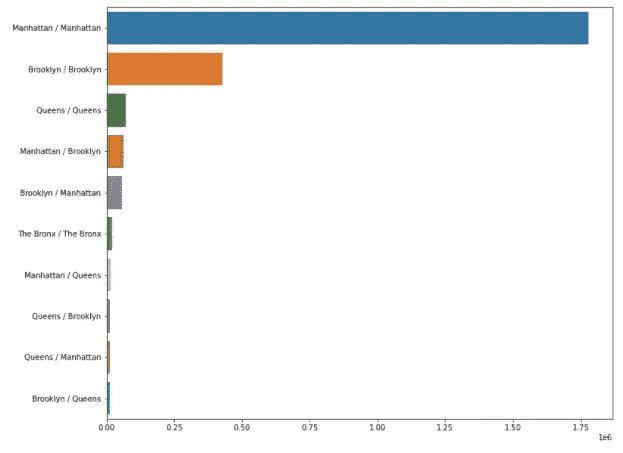 Manhattan / Manhattan
Brooklyn / Brooklyn
Queens / Queens
Manhattan / Brooklyn
Brooklyn / Manhattan
The Bronx / The Bronx
Manhattan / Queens
Queens / Brooklyn
Queens / Manhattan
Brooklyn / Queens
0.00 0.25 0.50 0.75 1.00 1.25 1.50 1.75
1e6